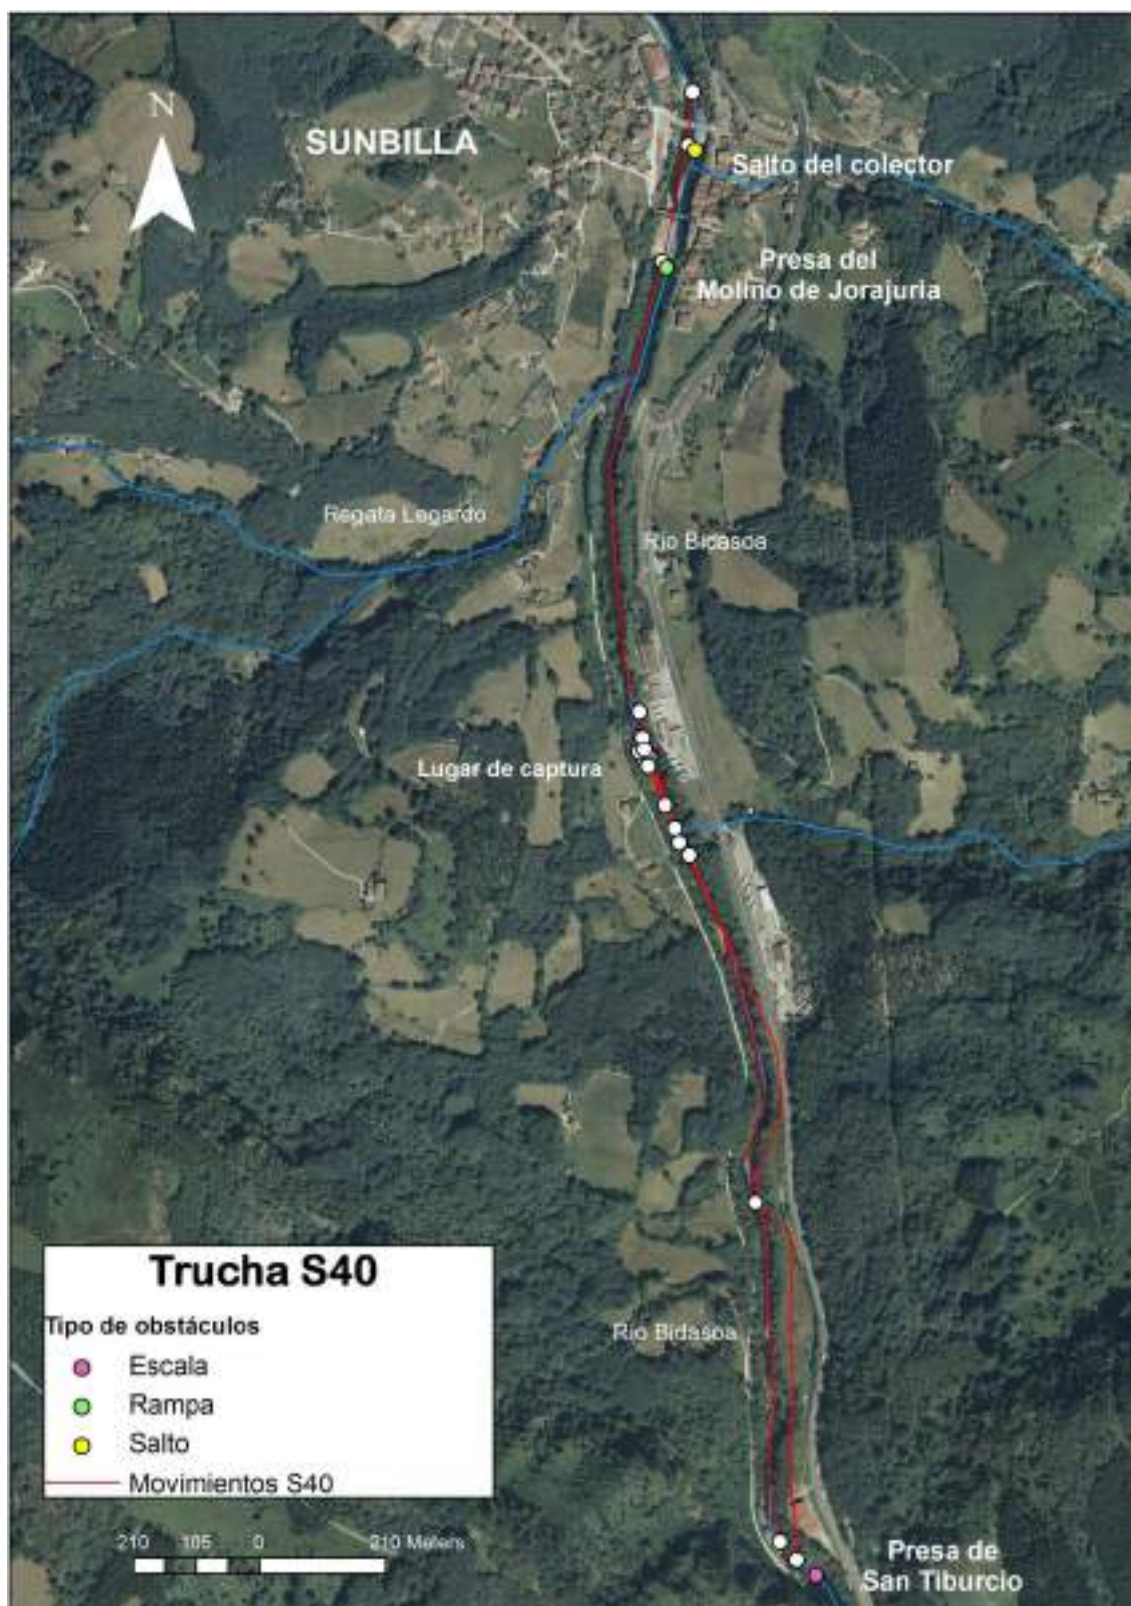 N
SUNBILLA
Salto del colector
Presa del
Molino de Jorajuria
Regata Legardo
Rio Bidasoa
Lugar de captura
Trucha S40
Tipo de obstáculos
Escala
Rampa
Salto
Movimientos S40
Rio Bidasoa
210 105 0 210 Meters
Presa de
San Tiburcio